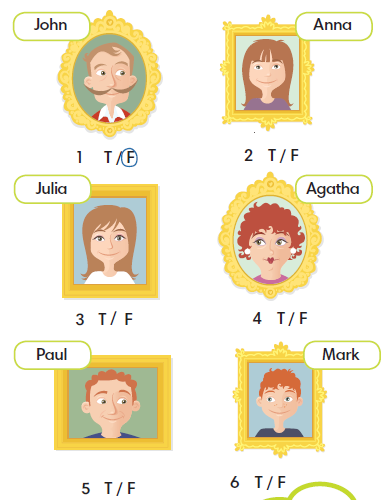 John
Anna
1 T / F
2 T / F
Julia
Agatha
3 T / F
4 T / F
Paul
Mark
5 T / F
6 T / F